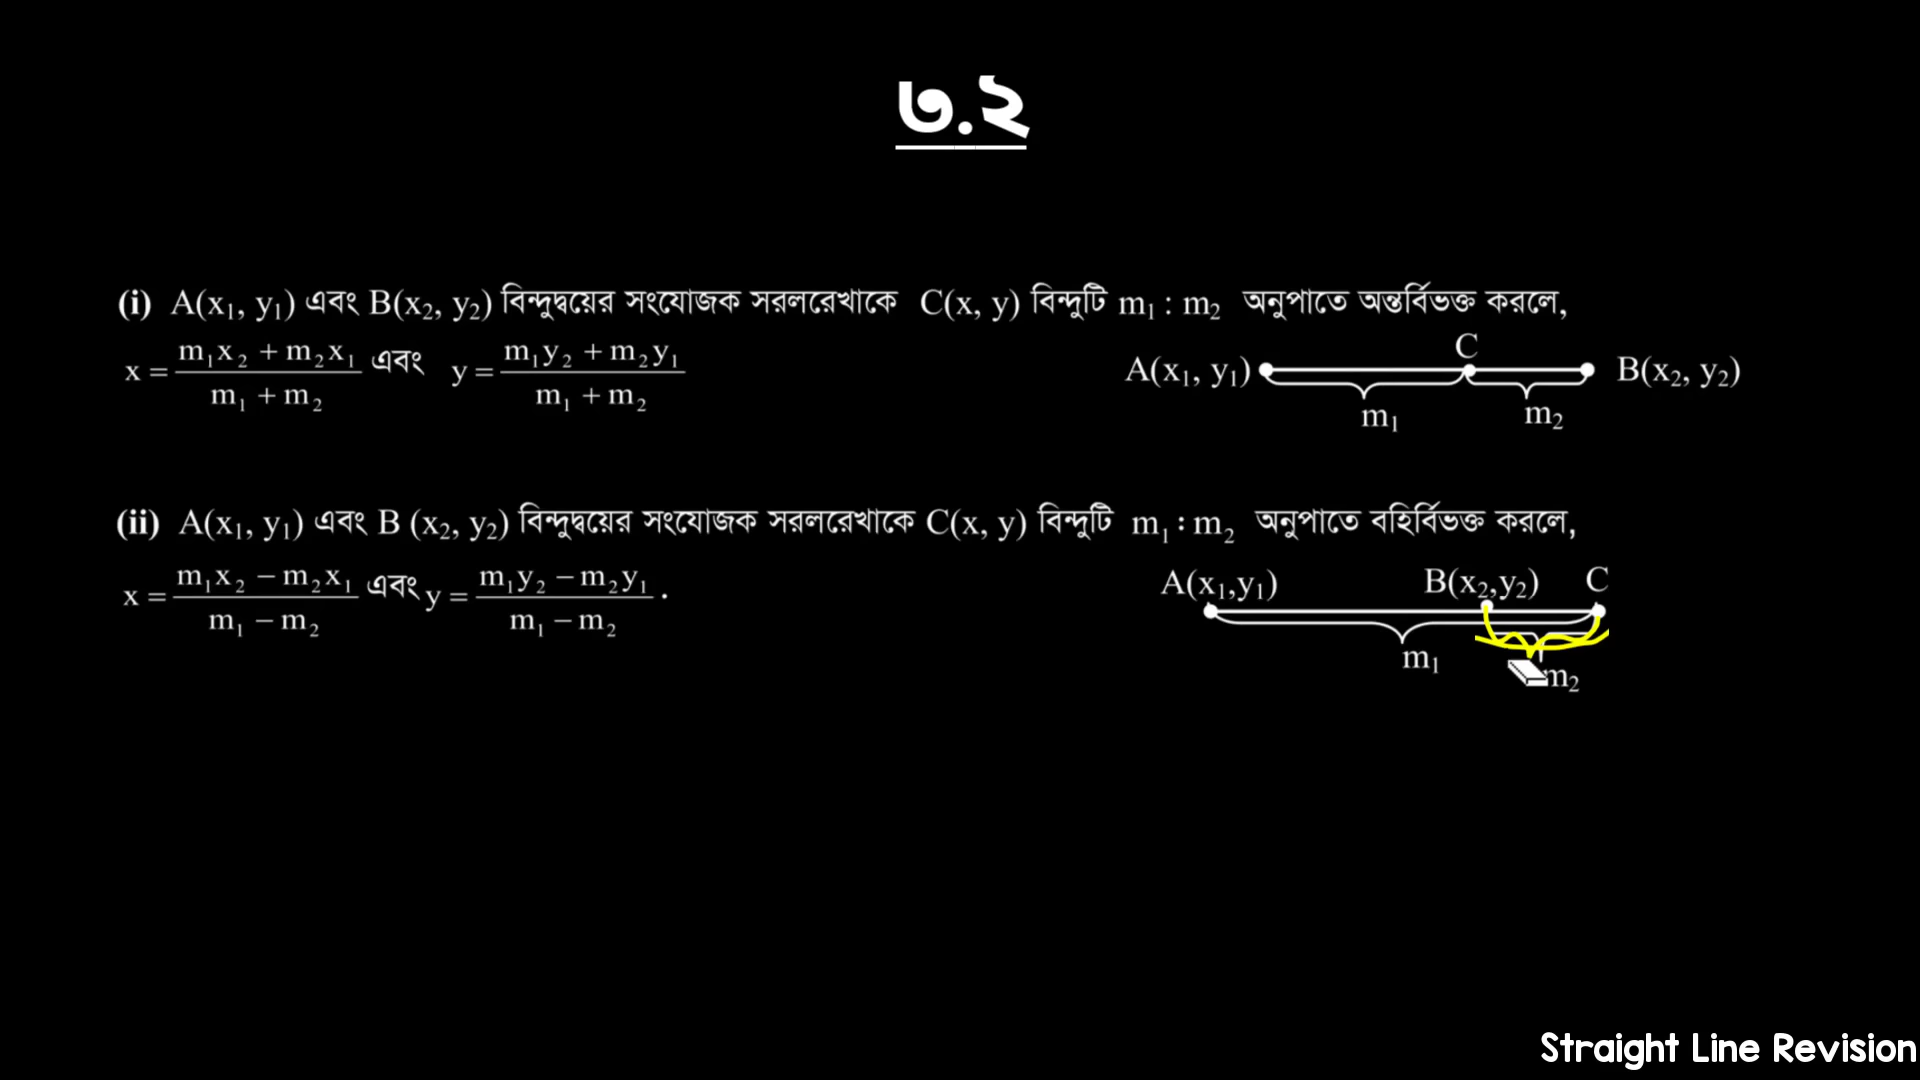 ৩.২
(i) A(x₁, y₁) এবং B(x₂, y₂) বিন্দুদ্বয়ের সংযোজক সরলরেখাকে C(x, y) বিন্দুটি m₁ : m₂ অনুপাতে অন্তর্বিভক্ত করলে,
x = (m₁x₂ + m₂x₁)/(m₁ + m₂) এবং y = (m₁y₂ + m₂y₁)/(m₁ + m₂)
A(x₁, y₁) C B(x₂, y₂)
m₁ m₂
(ii) A(x₁, y₁) এবং B (x₂, y₂) বিন্দুদ্বয়ের সংযোজক সরলরেখাকে C(x, y) বিন্দুটি m₁ : m₂ অনুপাতে বহির্বিভক্ত করলে,
x = (m₁x₂ − m₂x₁)/(m₁ − m₂) এবং y = (m₁y₂ − m₂y₁)/(m₁ − m₂) .
A(x₁,y₁) B(x₂,y₂) C
m₁ m₂
Straight Line Revision